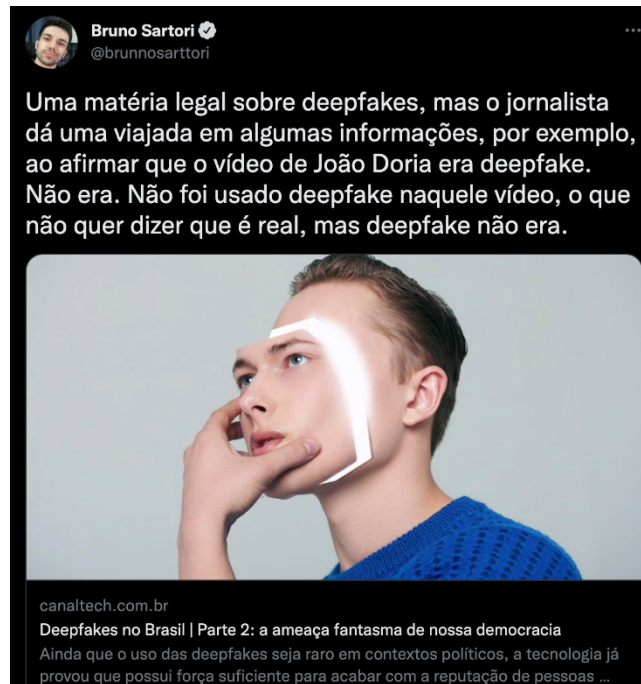 Bruno Sartori
@brunnosarttori
Uma matéria legal sobre deepfakes, mas o jornalista
dá uma viajada em algumas informações, por exemplo,
ao afirmar que o vídeo de João Doria era deepfake.
Não era. Não foi usado deepfake naquele vídeo, o que
não quer dizer que é real, mas deepfake não era.
canaltech.com.br
Deepfakes no Brasil | Parte 2: a ameaça fantasma de nossa democracia
Ainda que o uso das deepfakes seja raro em contextos políticos, a tecnologia já
provou que possui força suficiente para acabar com a reputação de pessoas ...